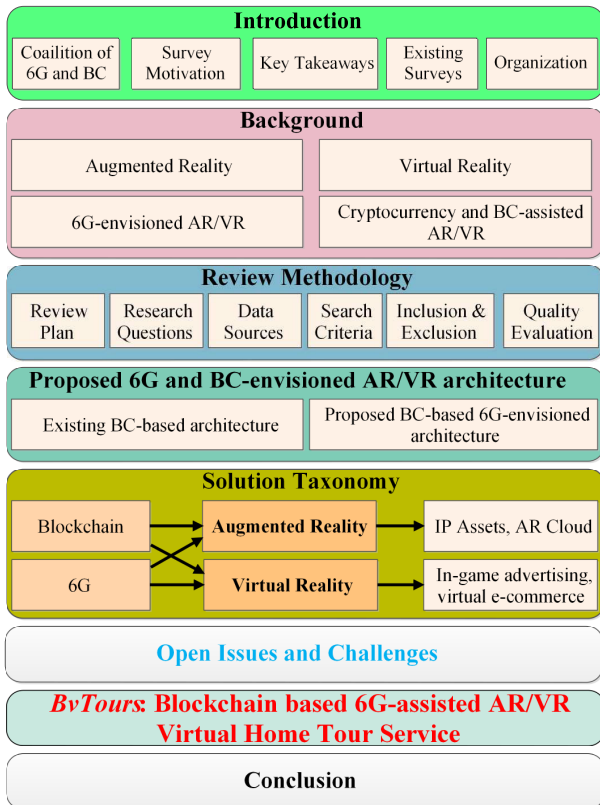 Introduction
Coailition of
6G and BC
Survey
Motivation
Key Takeaways
Existing
Surveys
Organization
Background
Augmented Reality
Virtual Reality
6G-envisioned AR/VR
Cryptocurrency and BC-assisted
AR/VR
Review Methodology
Review
Plan
Research
Questions
Data
Sources
Search
Criteria
Inclusion &
Exclusion
Quality
Evaluation
Proposed 6G and BC-envisioned AR/VR architecture
Existing BC-based architecture
Proposed BC-based 6G-envisioned
architecture
Solution Taxonomy
Blockchain
Augmented Reality
IP Assets, AR Cloud
6G
Virtual Reality
In-game advertising,
virtual e-commerce
Open Issues and Challenges
BvTours: Blockchain based 6G-assisted AR/VR
Virtual Home Tour Service
Conclusion